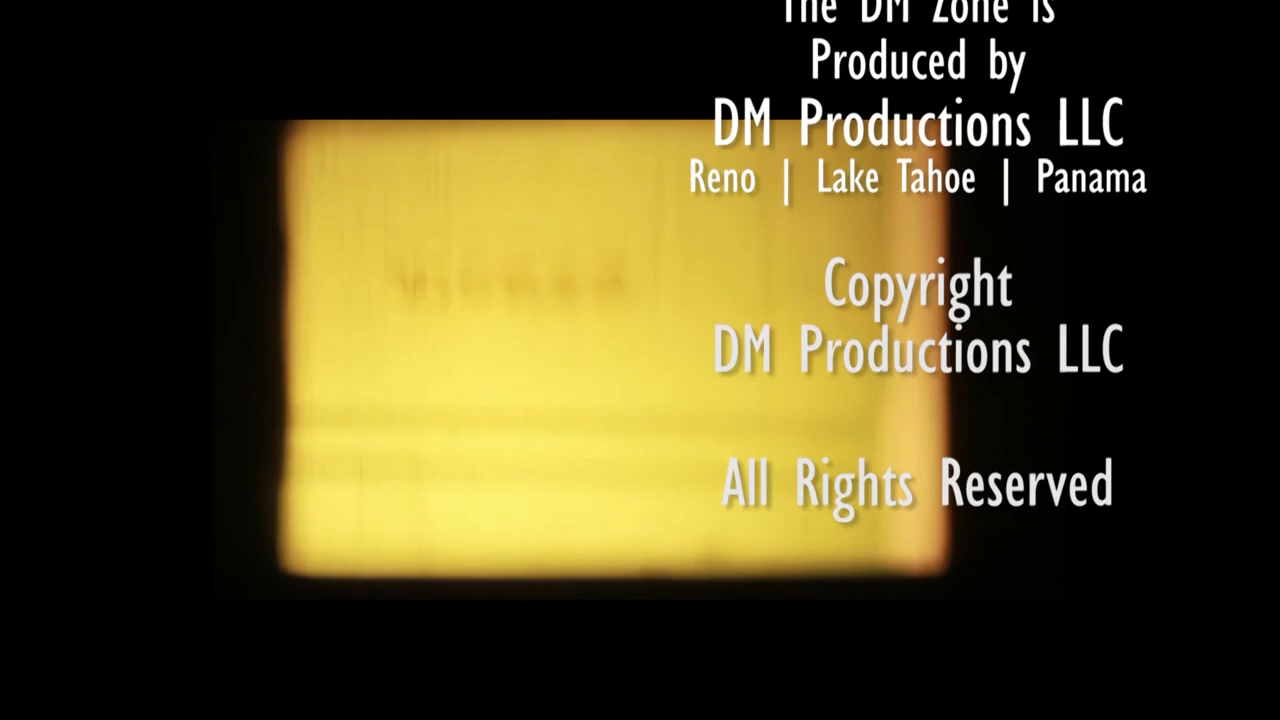 The DM Zone is
Produced by
DM Productions LLC
Reno | Lake Tahoe | Panama
Copyright
DM Productions LLC
All Rights Reserved